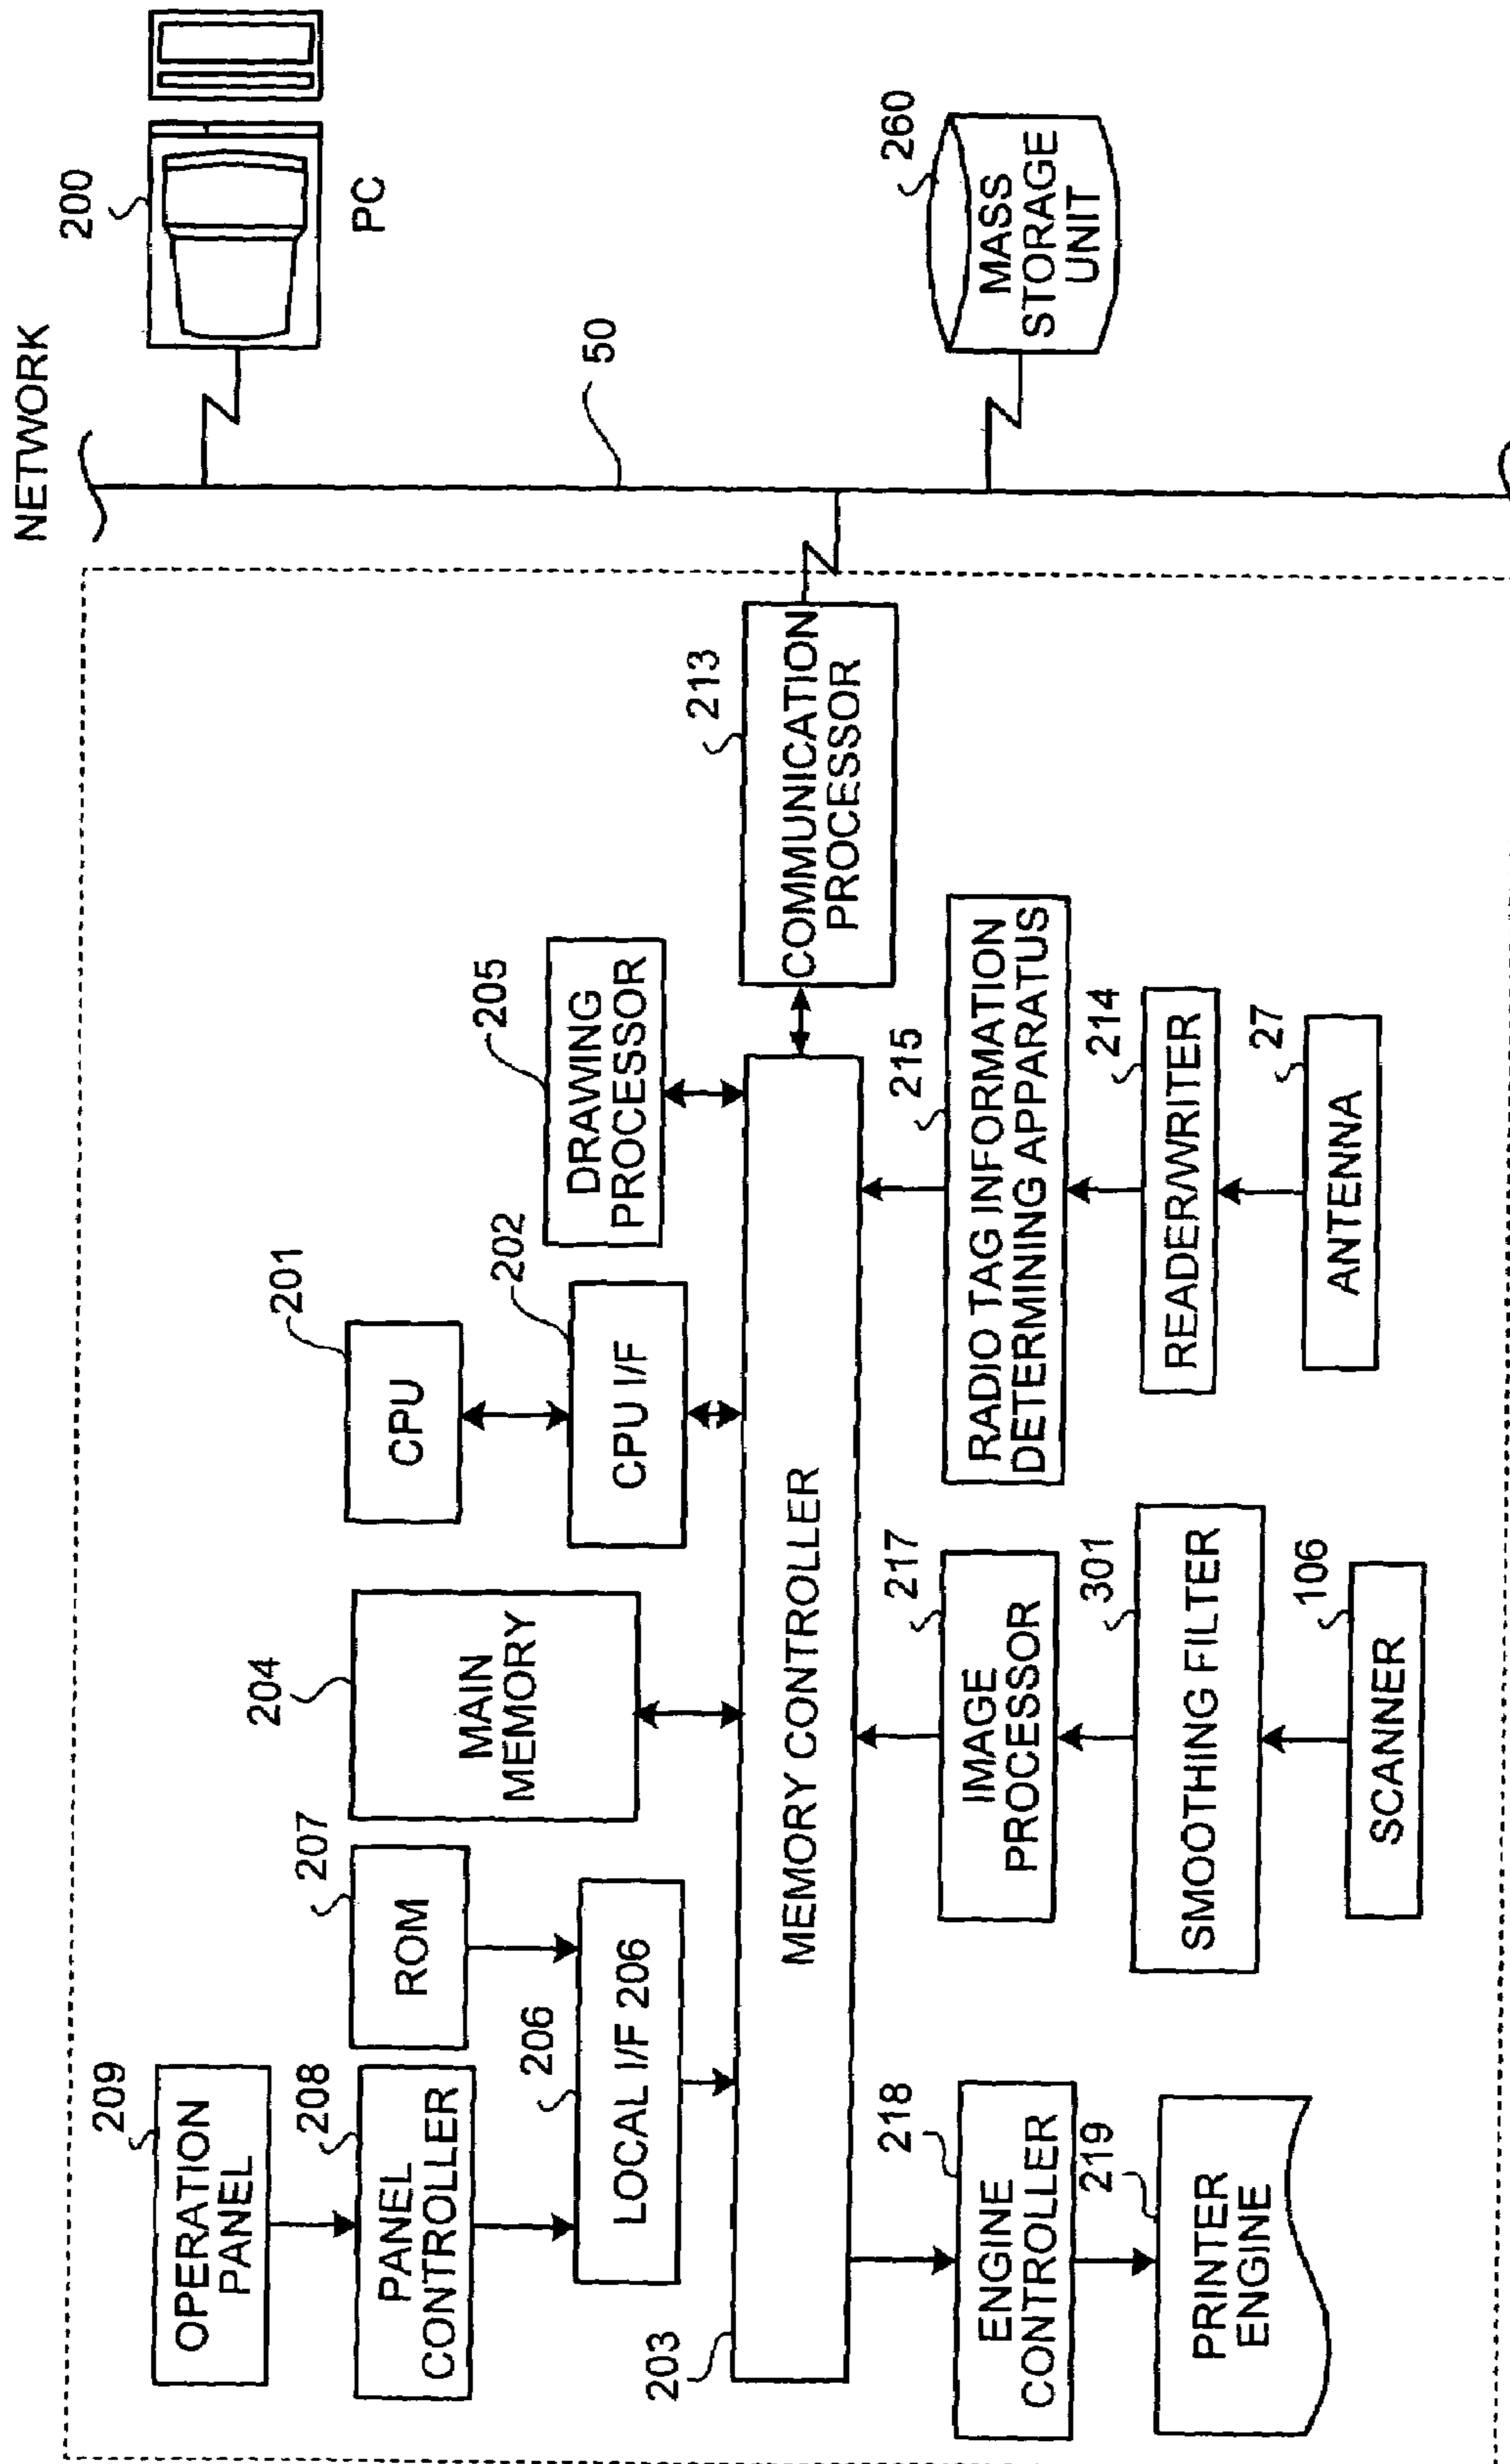 NETWORK
200
PC
50
260
MASS
STORAGE
UNIT
209
OPERATION
PANEL
208
PANEL
CONTROLLER
207
ROM
206
LOCAL I/F 206
204
MAIN
MEMORY
201
CPU
202
CPU I/F
205
DRAWING
PROCESSOR
213
COMMUNICATION
PROCESSOR
203
MEMORY CONTROLLER
218
ENGINE
CONTROLLER
219
PRINTER
ENGINE
217
IMAGE
PROCESSOR
301
SMOOTHING FILTER
106
SCANNER
215
RADIO TAG INFORMATION
DETERMINING APPARATUS
214
READER/WRITER
27
ANTENNA